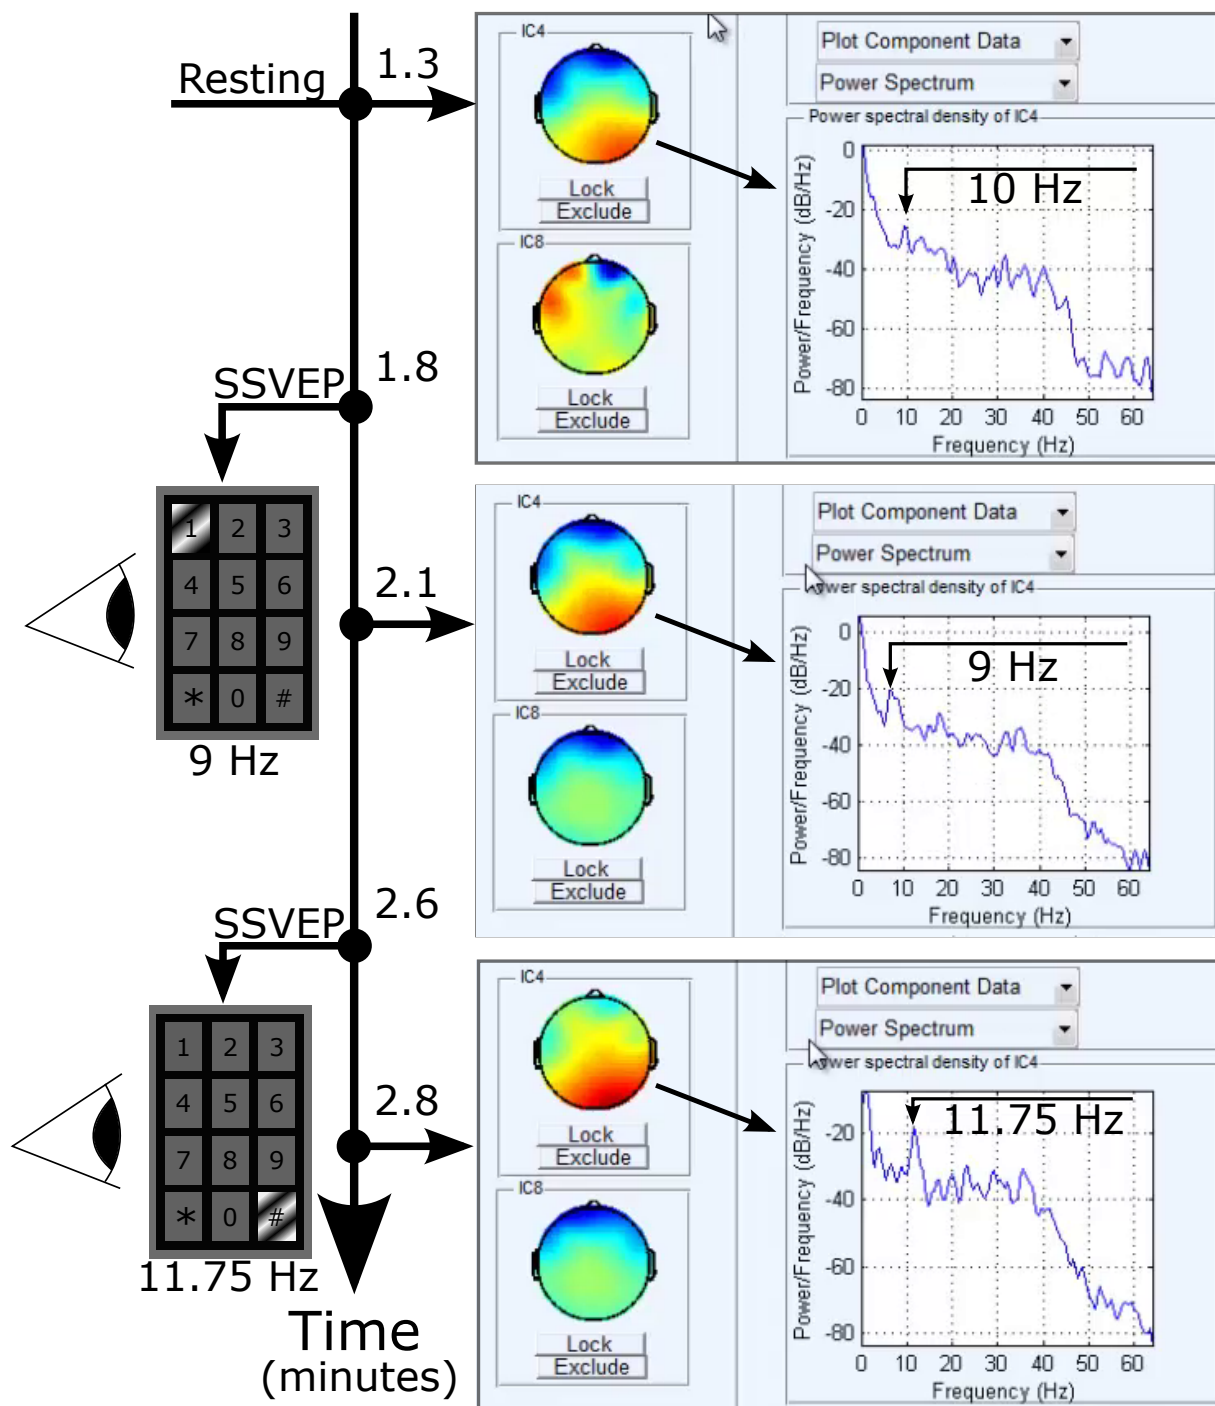 Resting
1.3
IC4
Lock
Exclude
IC8
Lock
Exclude
Plot Component Data
Power Spectrum
Power spectral density of IC4
10 Hz
Power/Frequency (dB/Hz)
0
-20
-40
-60
-80
0 10 20 30 40 50 60
Frequency (Hz)
SSVEP
1.8
1 2 3
4 5 6
7 8 9
* 0 #
9 Hz
2.1
IC4
Lock
Exclude
IC8
Lock
Exclude
Plot Component Data
Power Spectrum
Power spectral density of IC4
9 Hz
Power/Frequency (dB/Hz)
0
-20
-40
-60
-80
0 10 20 30 40 50 60
Frequency (Hz)
SSVEP
2.6
1 2 3
4 5 6
7 8 9
* 0 #
11.75 Hz
2.8
IC4
Lock
Exclude
IC8
Lock
Exclude
Plot Component Data
Power Spectrum
Power spectral density of IC4
11.75 Hz
Power/Frequency (dB/Hz)
-20
-40
-60
-80
0 10 20 30 40 50 60
Frequency (Hz)
Time
(minutes)